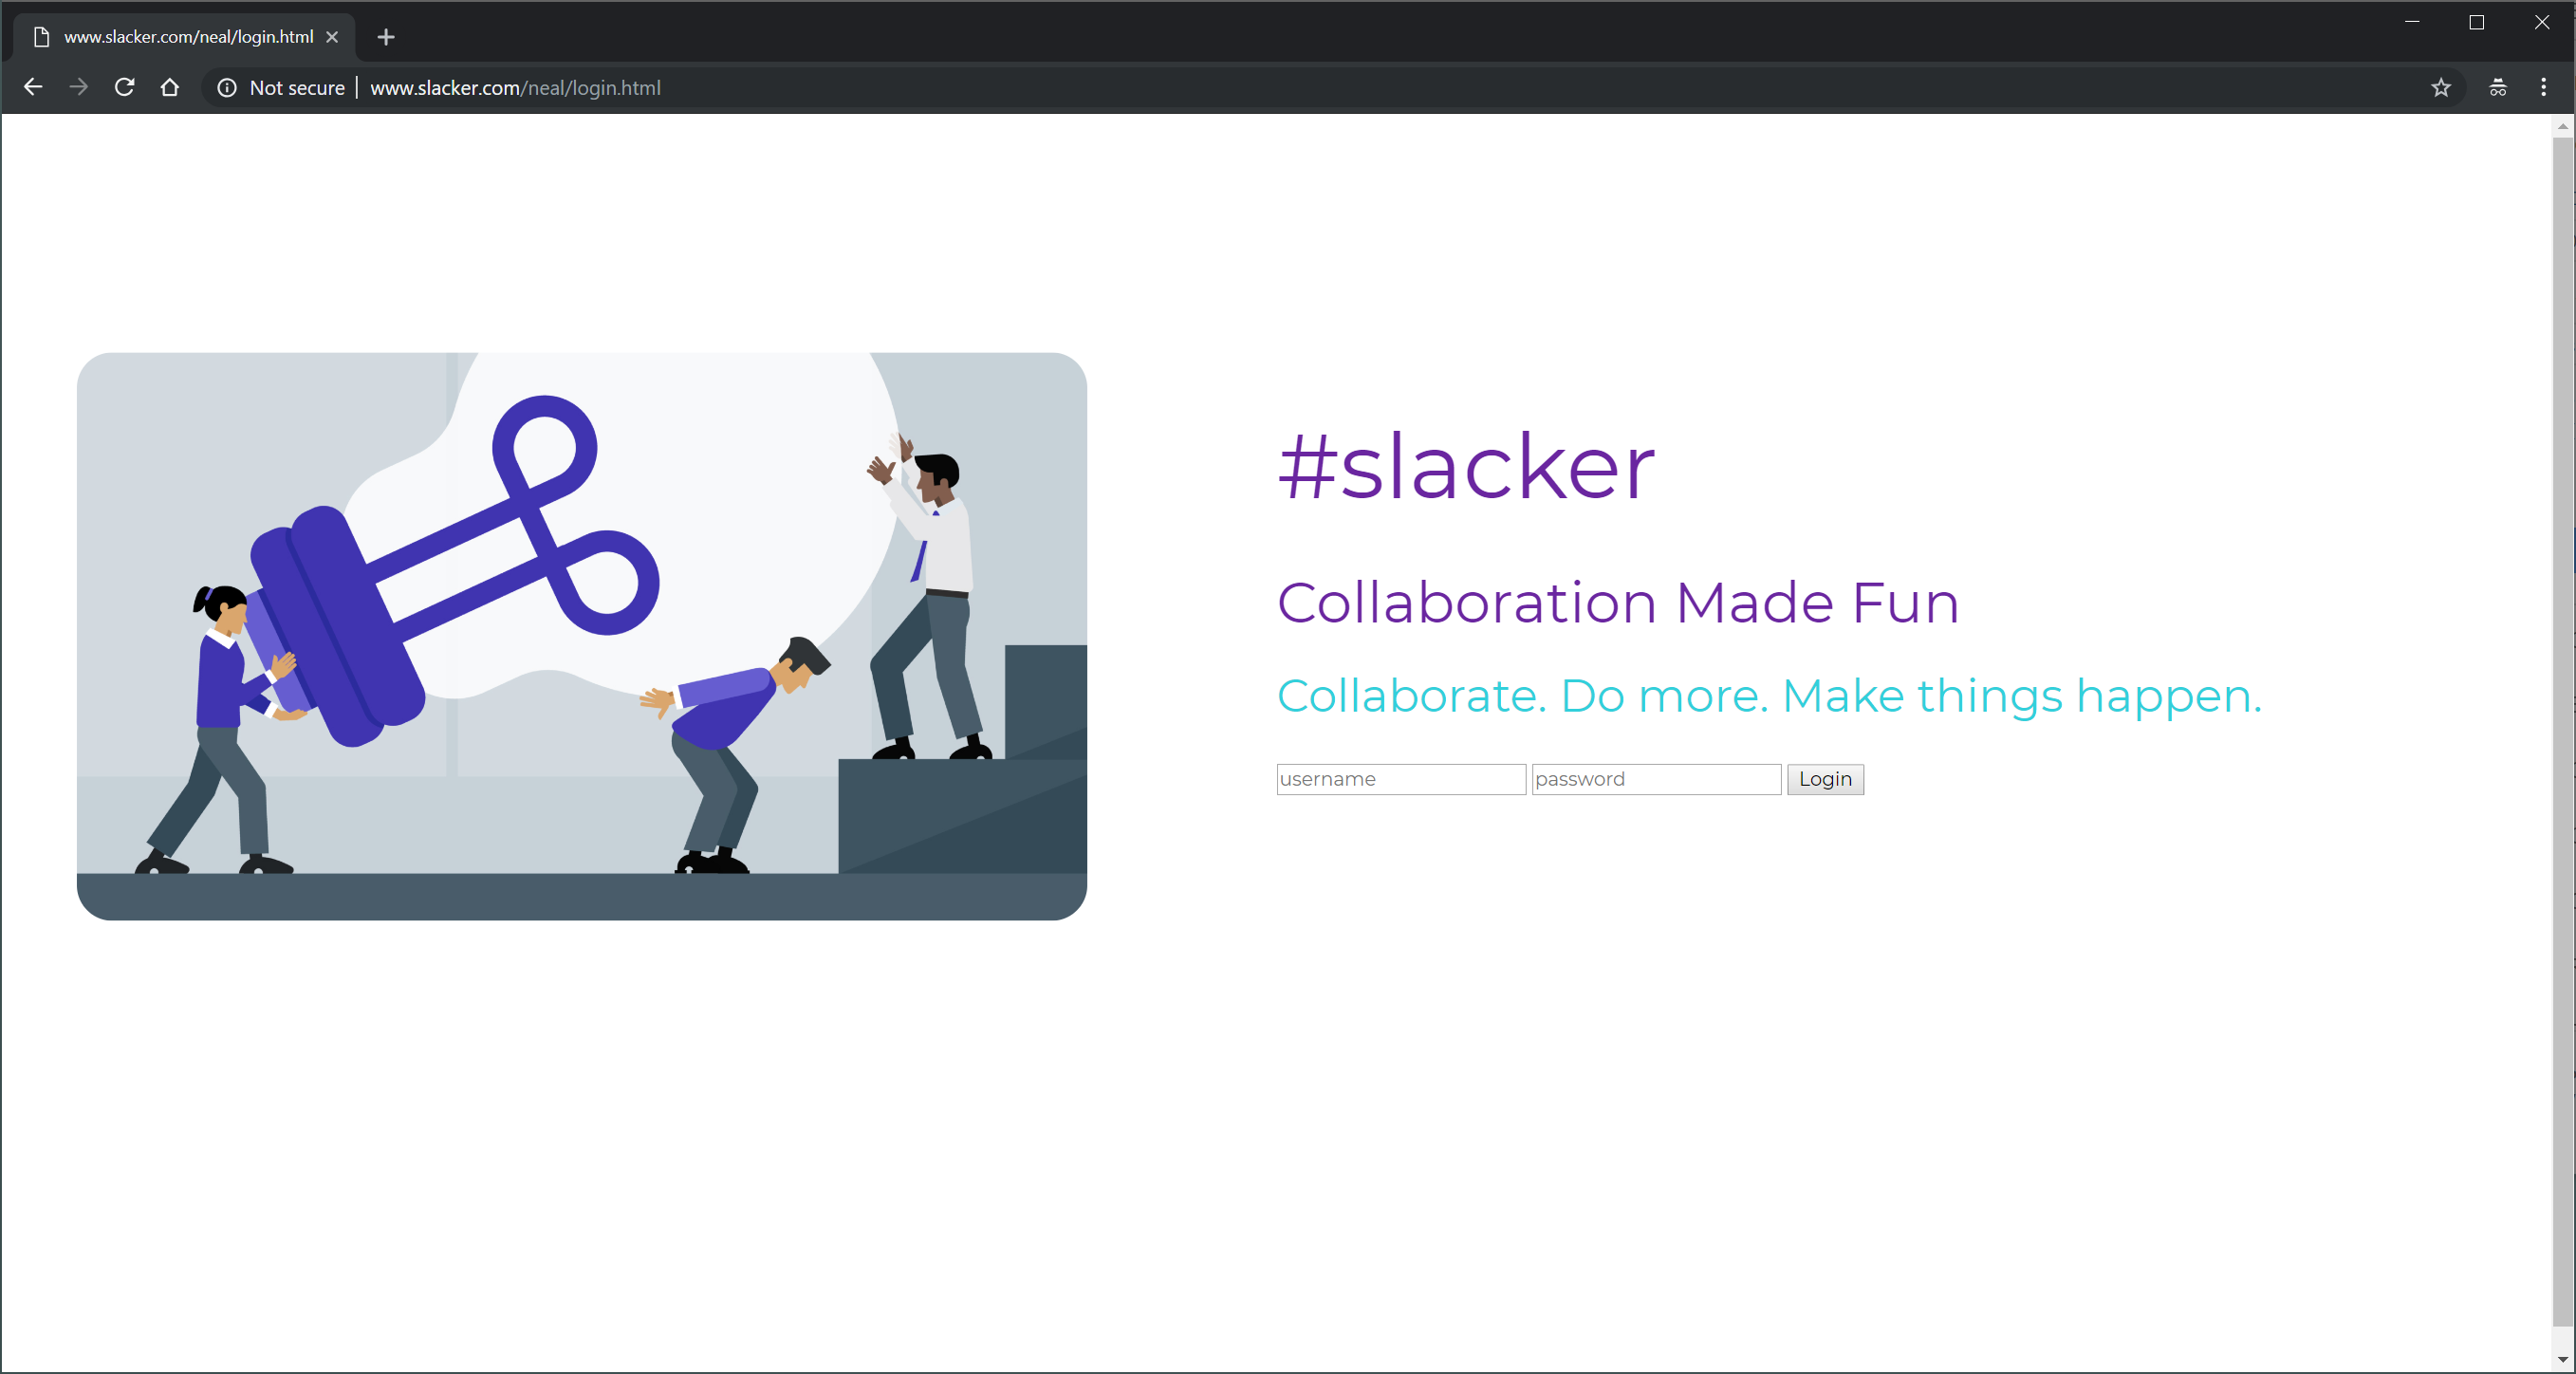 www.slacker.com/neal/login.html
Not secure | www.slacker.com/neal/login.html
#slacker
Collaboration Made Fun
Collaborate. Do more. Make things happen.
username password Login